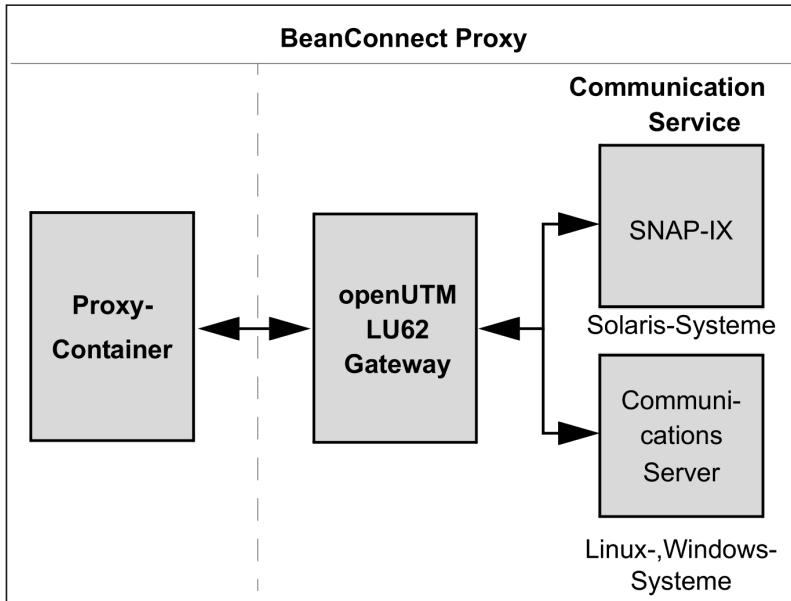 BeanConnect Proxy
Communication
Service
Proxy-
Container
openUTM
LU62
Gateway
SNAP-IX
Solaris-Systeme
Communi-
cations
Server
Linux-,Windows-
Systeme